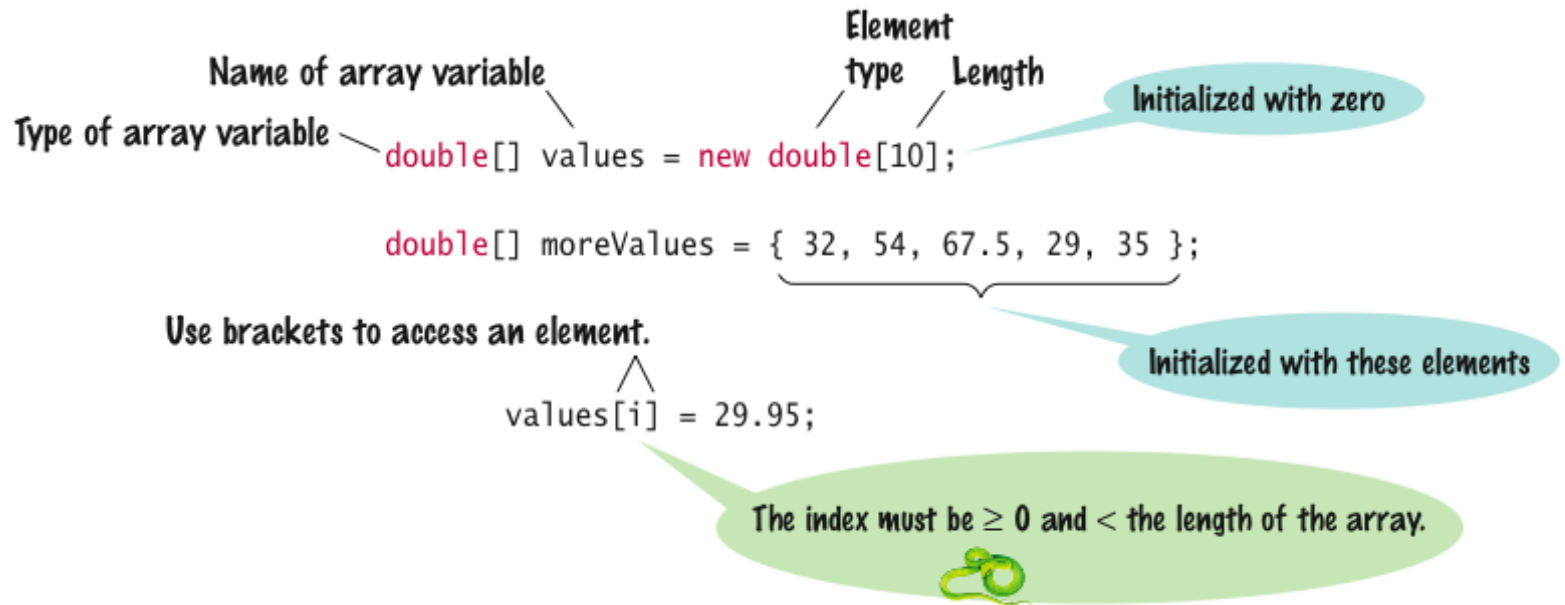 Element
Name of array variable type Length
Initialized with zero
Type of array variable
double[] values = new double[10];
double[] moreValues = { 32, 54, 67.5, 29, 35 };
Use brackets to access an element.
Initialized with these elements
values[i] = 29.95;
The index must be ≥ 0 and < the length of the array.